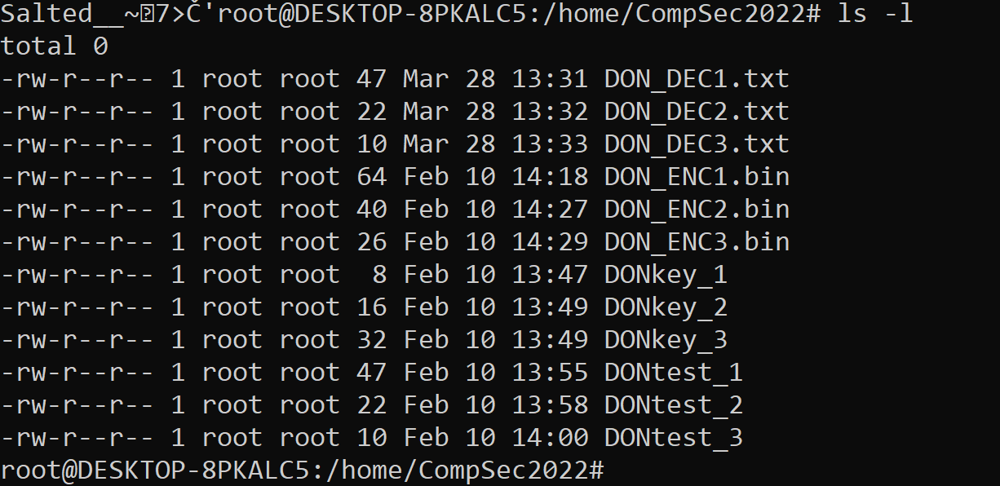 Salted__~⍰7>Č'root@DESKTOP-8PKALC5:/home/CompSec2022# ls -l
total 0
-rw-r--r-- 1 root root 47 Mar 28 13:31 DON_DEC1.txt
-rw-r--r-- 1 root root 22 Mar 28 13:32 DON_DEC2.txt
-rw-r--r-- 1 root root 10 Mar 28 13:33 DON_DEC3.txt
-rw-r--r-- 1 root root 64 Feb 10 14:18 DON_ENC1.bin
-rw-r--r-- 1 root root 40 Feb 10 14:27 DON_ENC2.bin
-rw-r--r-- 1 root root 26 Feb 10 14:29 DON_ENC3.bin
-rw-r--r-- 1 root root  8 Feb 10 13:47 DONkey_1
-rw-r--r-- 1 root root 16 Feb 10 13:49 DONkey_2
-rw-r--r-- 1 root root 32 Feb 10 13:49 DONkey_3
-rw-r--r-- 1 root root 47 Feb 10 13:55 DONtest_1
-rw-r--r-- 1 root root 22 Feb 10 13:58 DONtest_2
-rw-r--r-- 1 root root 10 Feb 10 14:00 DONtest_3
root@DESKTOP-8PKALC5:/home/CompSec2022#